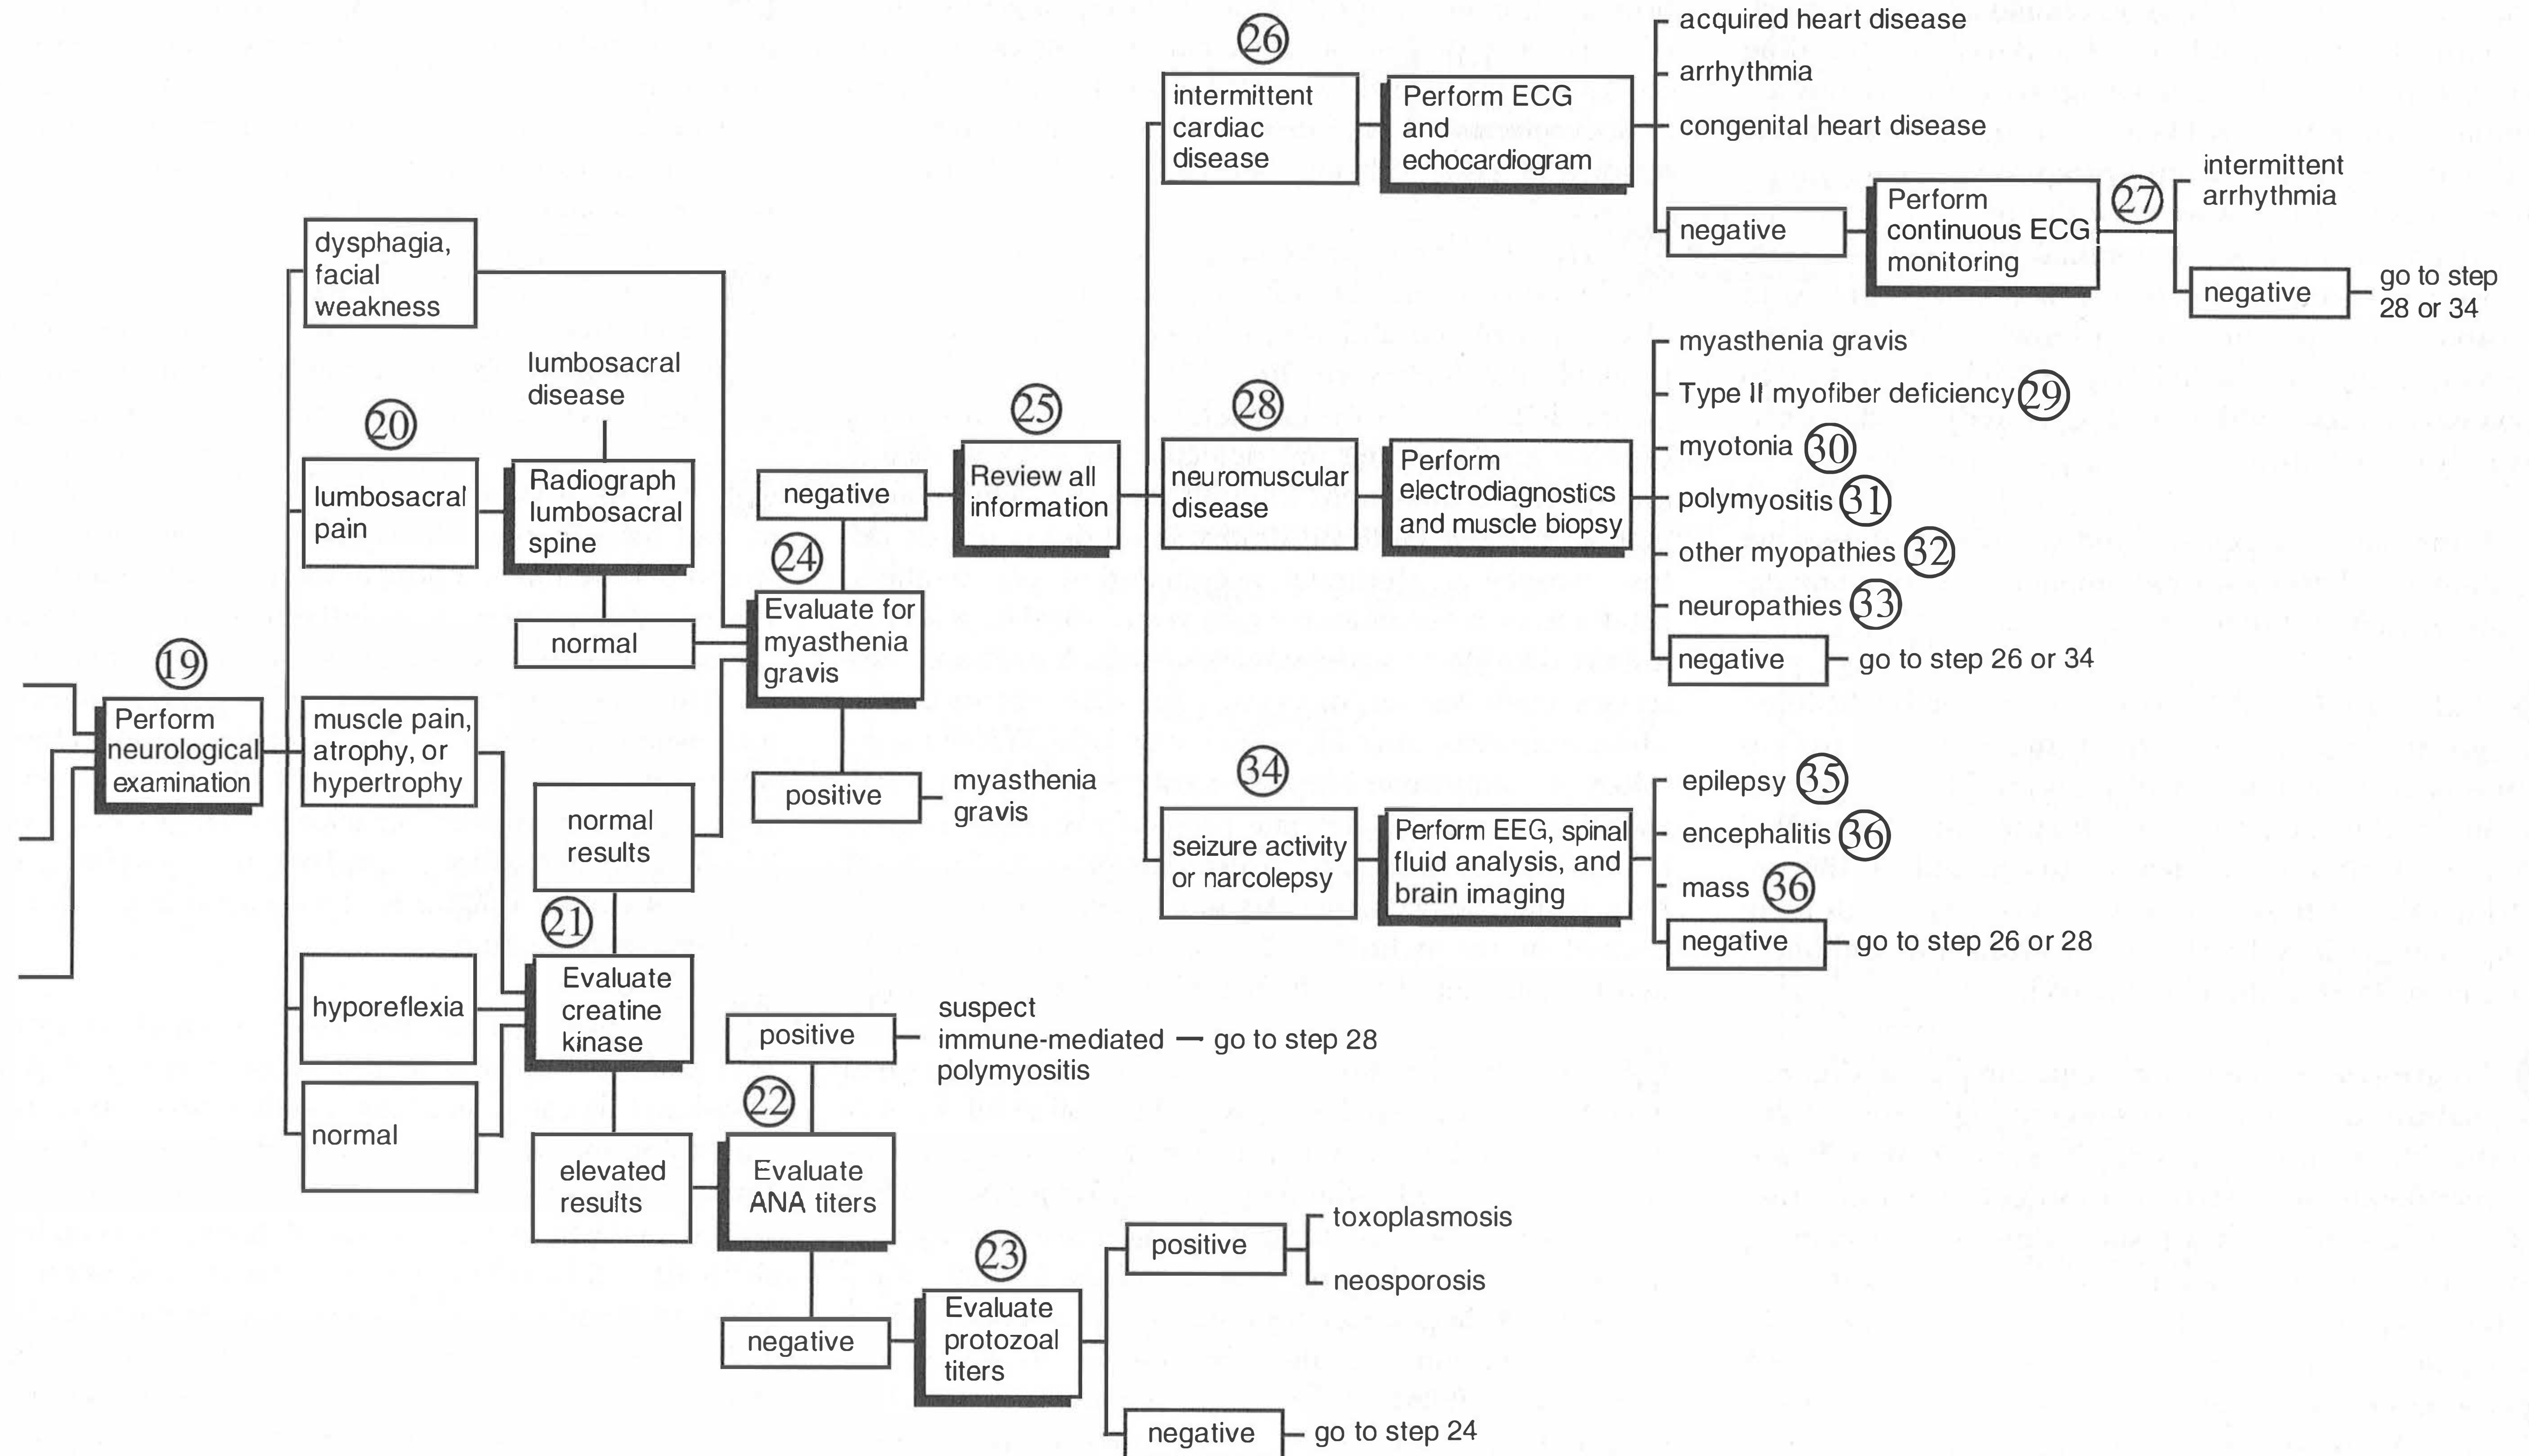 19
Perform
neurological
examination
dysphagia,
facial
weakness
20
lumbosacral
pain
lumbosacral
disease
Radiograph
lumbosacral
spine
normal
muscle pain,
atrophy, or
hypertrophy
hyporeflexia
normal
normal
results
21
Evaluate
creatine
kinase
elevated
results
22
Evaluate
ANA titers
positive
suspect
immune-mediated — go to step 28
polymyositis
negative
23
Evaluate
protozoal
titers
positive
toxoplasmosis
neosporosis
negative
go to step 24
24
Evaluate for
myasthenia
gravis
positive
myasthenia
gravis
negative
25
Review all
information
26
intermittent
cardiac
disease
Perform ECG
and
echocardiogram
acquired heart disease
arrhythmia
congenital heart disease
negative
Perform
continuous ECG
monitoring
27
intermittent
arrhythmia
negative
go to step
28 or 34
28
neuromuscular
disease
Perform
electrodiagnostics
and muscle biopsy
myasthenia gravis
Type II myofiber deficiency 29
myotonia 30
polymyositis 31
other myopathies 32
neuropathies 33
negative
go to step 26 or 34
34
seizure activity
or narcolepsy
Perform EEG, spinal
fluid analysis, and
brain imaging
epilepsy 35
encephalitis 36
mass 36
negative
go to step 26 or 28